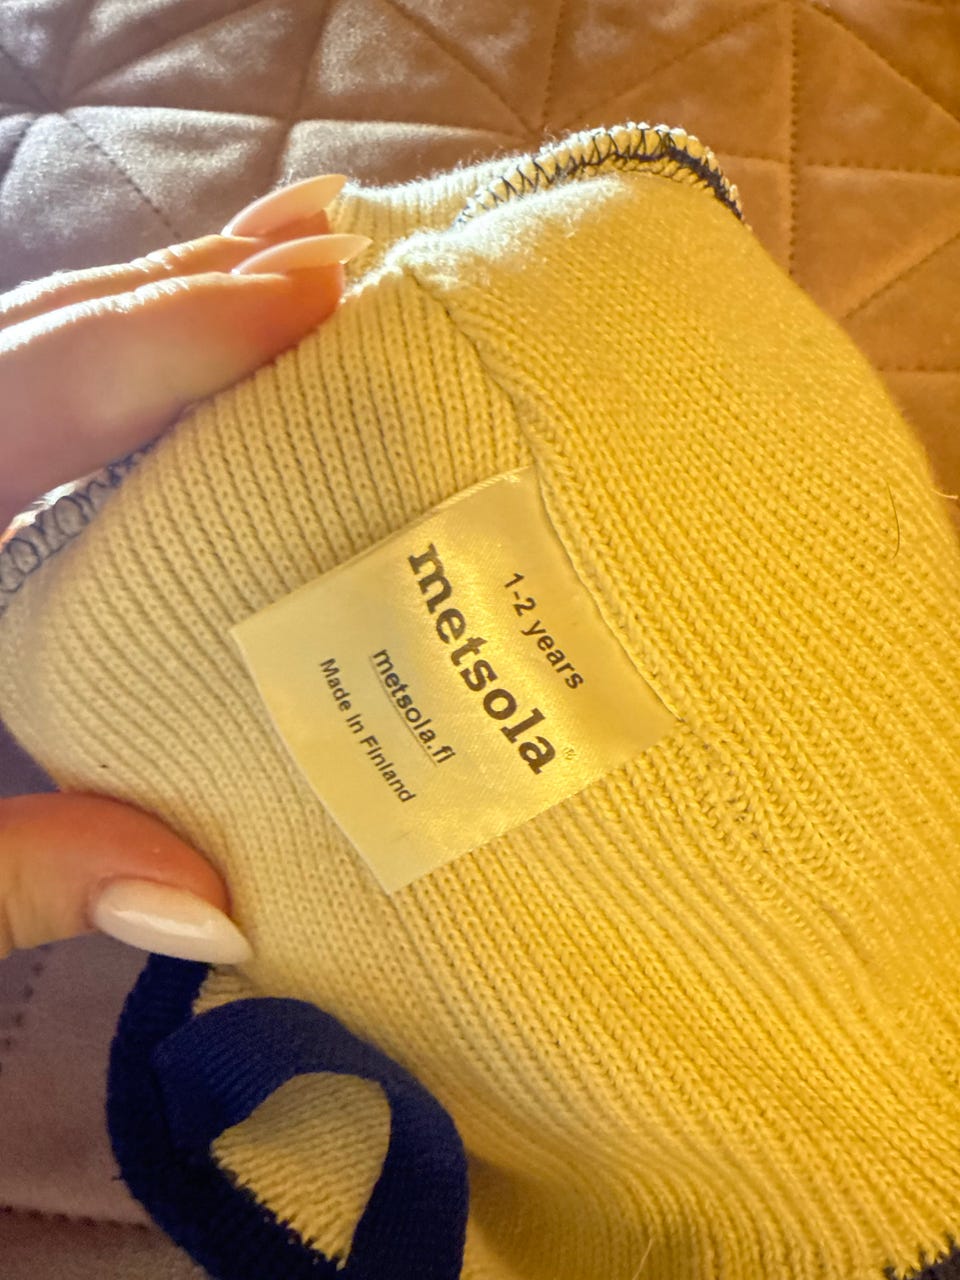 1-2 years
metsola®
metsola.fi
Made in Finland